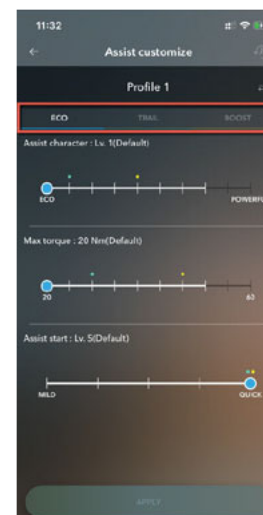 11:32
Assist customize
Profile 1
ECO TRAIL BOOST
Assist character : Lv. 1(Default)
ECO POWERFU
Max torque : 20 Nm(Default)
20 60
Assist start : Lv. 5(Default)
MILD QUICK
APPLY